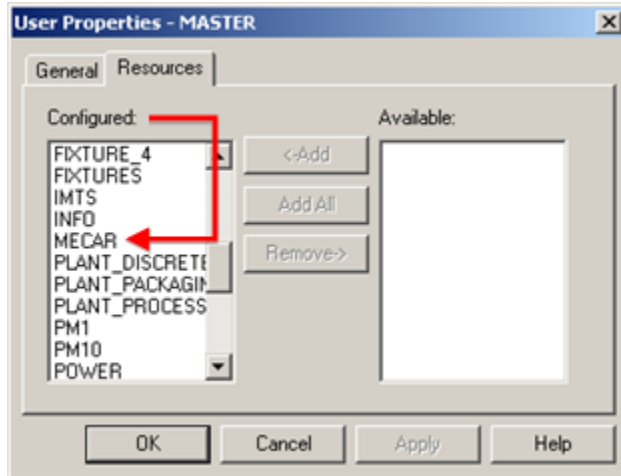 User Properties - MASTER
General
Resources
Configured:
Available:
FIXTURE_4
FIXTURES
IMTS
INFO
MECAR
PLANT_DISCRETE
PLANT_PACKAGIN
PLANT_PROCESS
PM1
PM10
POWER
<-Add
Add All
Remove->
OK
Cancel
Apply
Help